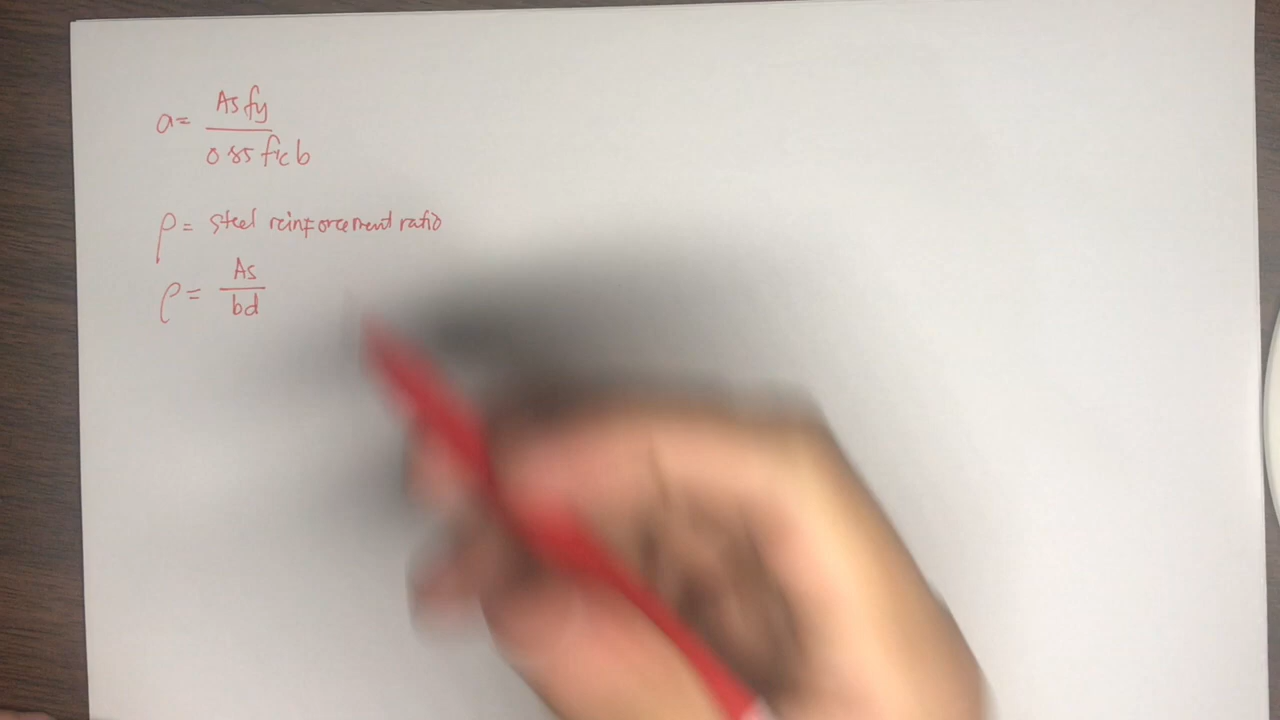 a = As fy / 0.85 f'c b
ρ = steel reinforcement ratio
ρ = As / bd